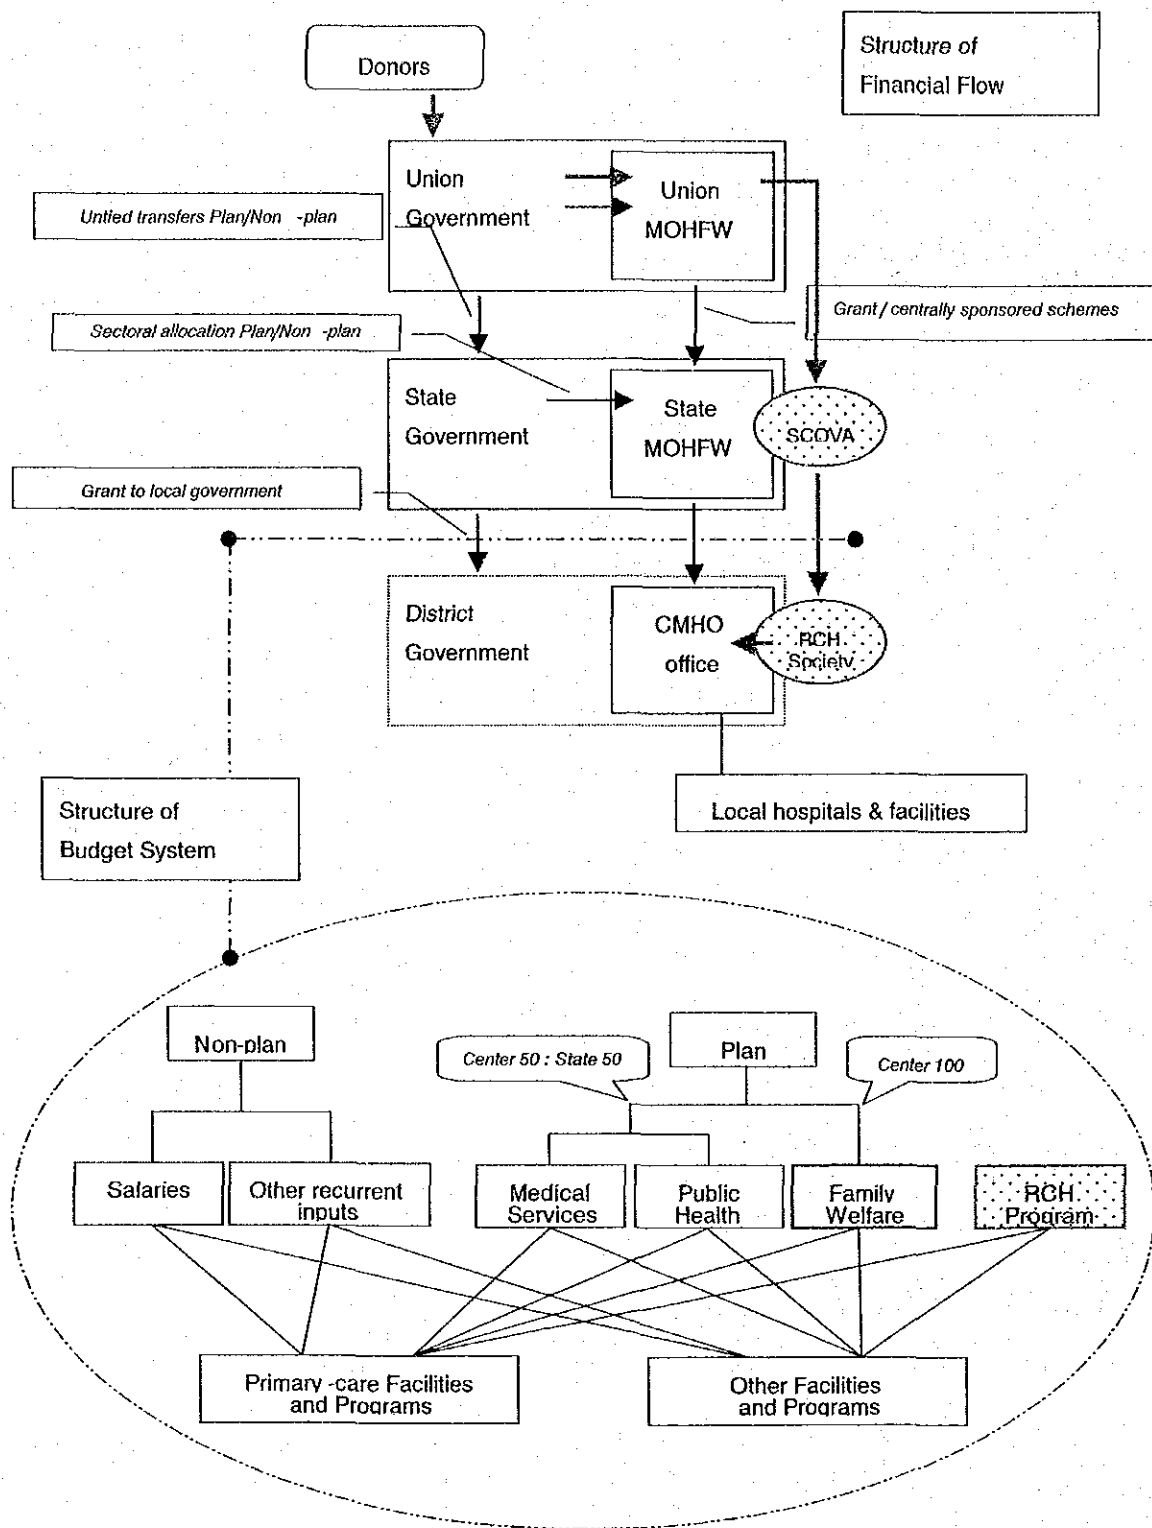 Donors
Structure of
Financial Flow
Union
Government
Union
MOHFW
Untied transfers Plan/Non -plan
Grant / centrally sponsored schemes
Sectoral allocation Plan/Non -plan
State
Government
State
MOHFW
SCOVA
Grant to local government
District
Government
CMHO
office
RCH
Society
Structure of
Budget System
Local hospitals & facilities
Non-plan
Center 50 : State 50
Plan
Center 100
Salaries
Other recurrent
inputs
Medical
Services
Public
Health
Family
Welfare
RCH
Program
Primary -care Facilities
and Programs
Other Facilities
and Programs